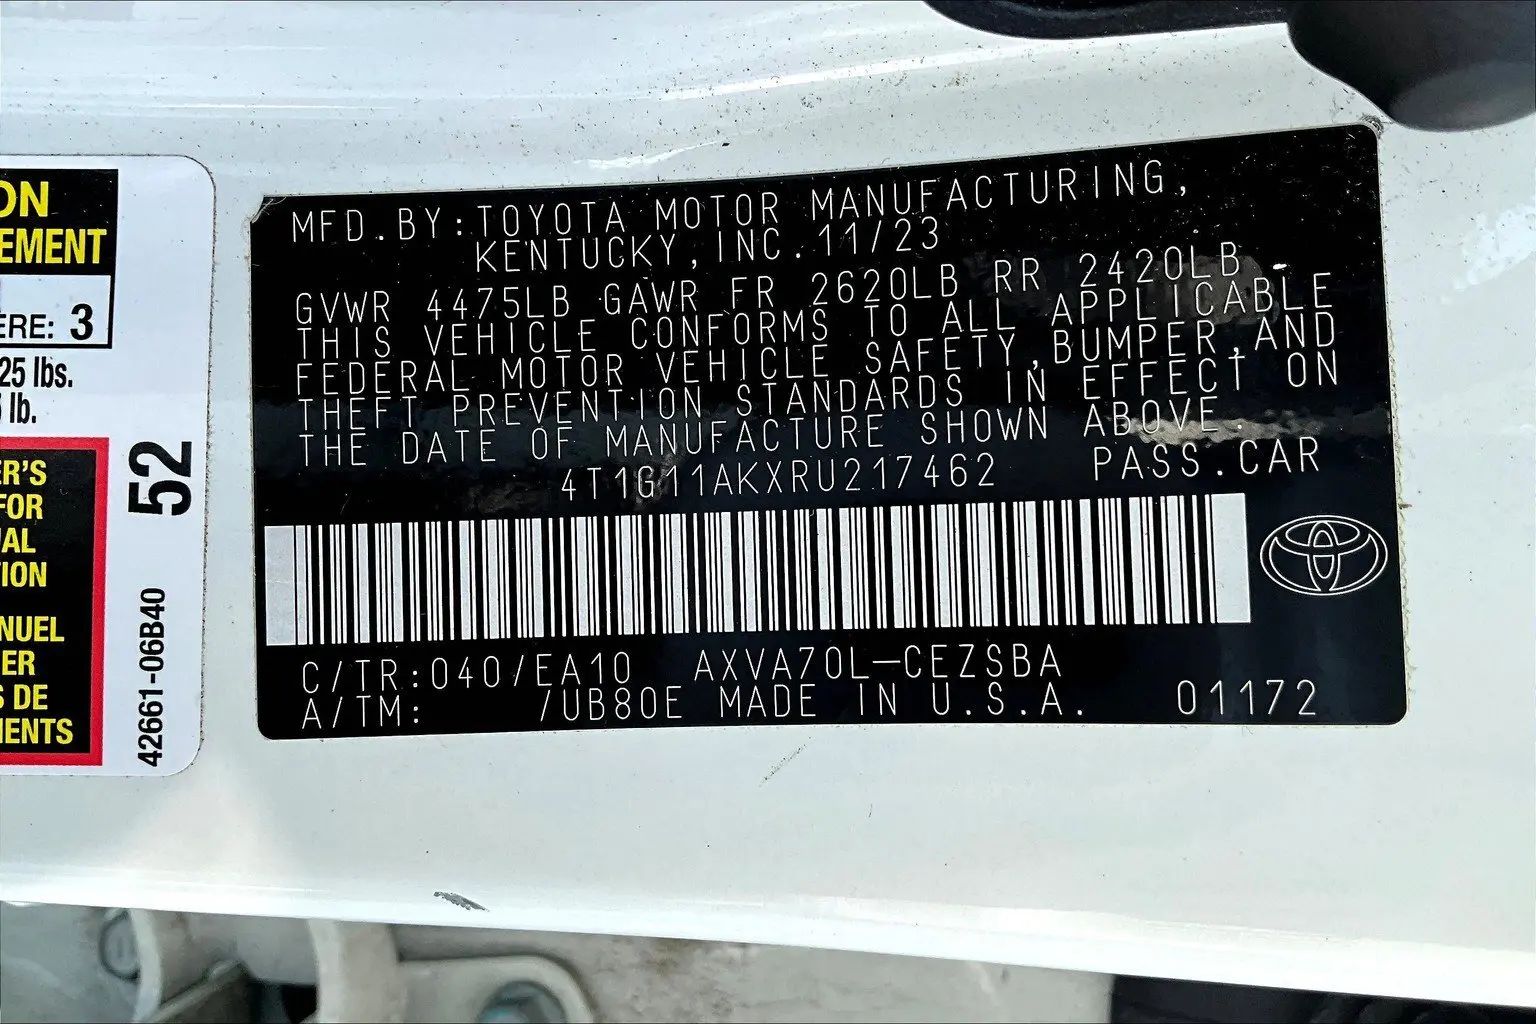 ON
EMENT
ERE: 3
25 lbs.
lb.
ER'S
FOR
AL
ION
NUEL
ER
S DE
IENTS
52
42661-06B40
MFD.BY:TOYOTA MOTOR MANUFACTURING,
KENTUCKY, INC. 11/23
GVWR 4475LB GAWR FR 2620LB RR 2420LB
THIS VEHICLE CONFORMS TO ALL APPLICABLE
FEDERAL MOTOR VEHICLE SAFETY,BUMPER,AND
THEFT PREVENTION STANDARDS IN EFFECT ON
THE DATE OF MANUFACTURE SHOWN ABOVE.
4T1G11AKXRU217462 PASS.CAR
C/TR:040/EA10 AXVA70L-CEZSBA
A/TM: /UB80E MADE IN U.S.A. 01172